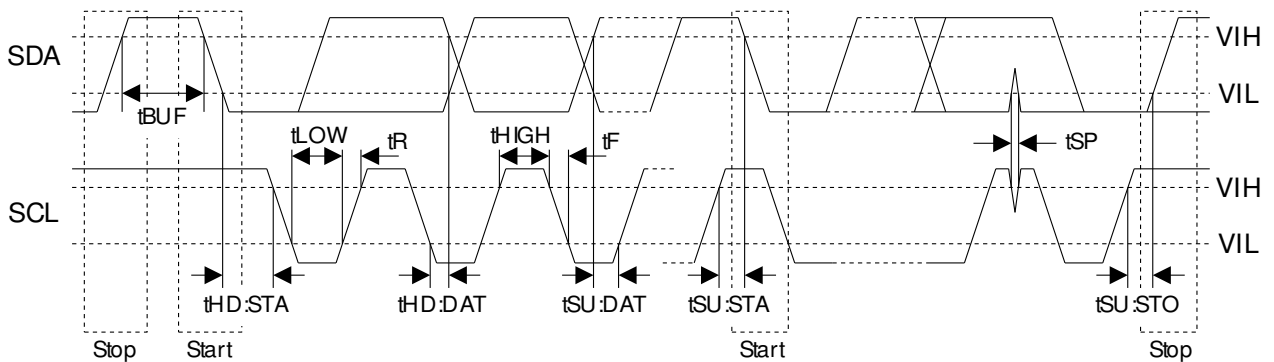 SDA
VIH
VIL
tBUF
tLOW
tR
tHIGH
tF
tSP
SCL
VIH
VIL
tHD:STA
tHD:DAT
tSU:DAT
tSU:STA
tSU:STO
Stop
Start
Start
Stop